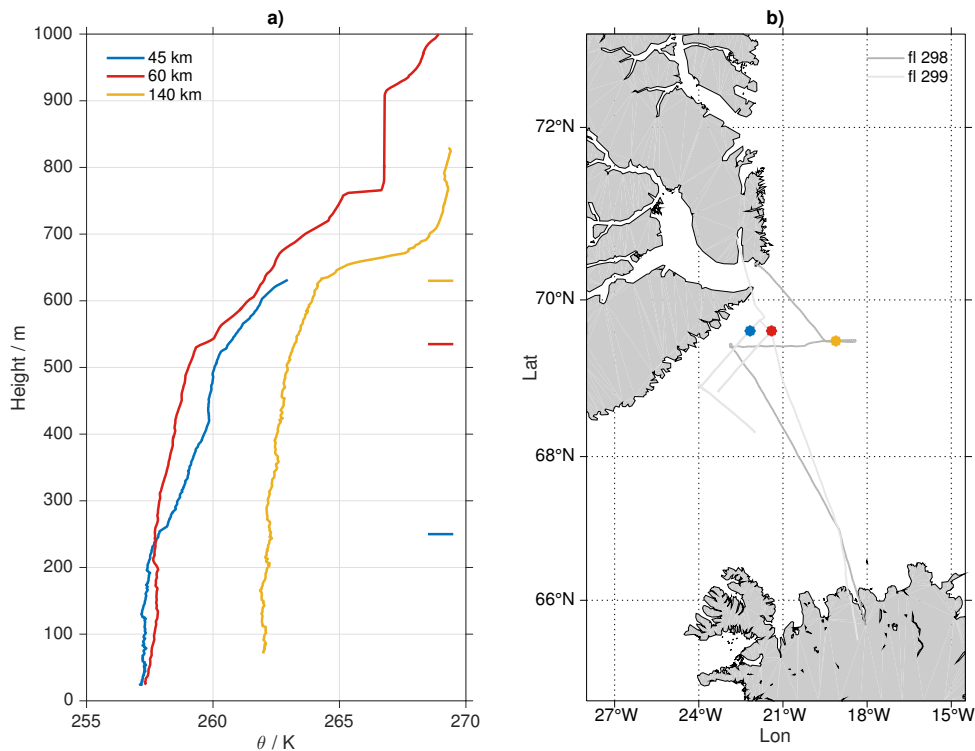 a)
1000
900
800
700
600
500
400
300
200
100
0
255
260
265
270
Height / m
θ / K
45 km
60 km
140 km
b)
fl 298
fl 299
72°N
70°N
68°N
66°N
Lat
27°W
24°W
21°W
18°W
15°W
Lon